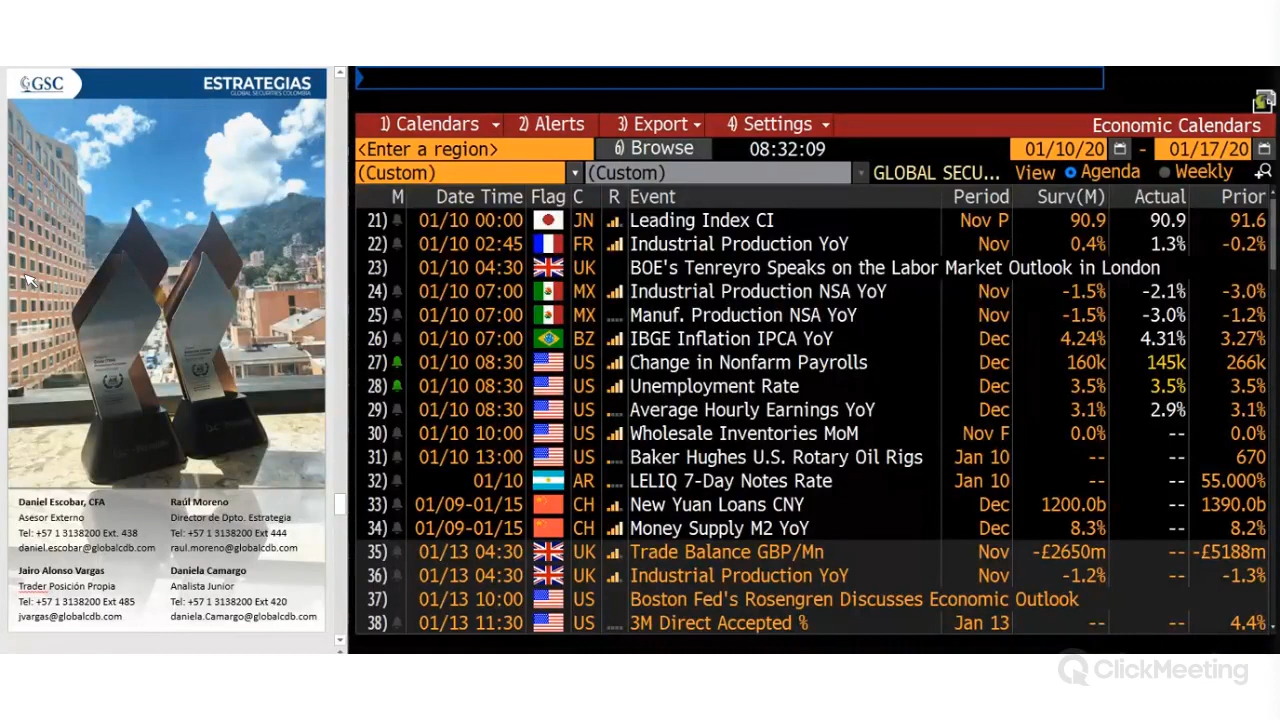 GSC
ESTRATEGIAS
GLOBAL SECURITIES COLOMBIA
Daniel Escobar, CFA
Asesor Externo
Tel: +57 1 3138200 Ext. 438
daniel.escobar@globalcdb.com
Raúl Moreno
Director de Dpto. Estrategia
Tel: +57 1 3138200 Ext 444
raul.moreno@globalcdb.com
Jairo Alonso Vargas
Trader Posición Propia
Tel: +57 1 3138200 Ext 485
jvargas@globalcdb.com
Daniela Camargo
Analista Junior
Tel: +57 1 3138200 Ext 420
daniela.Camargo@globalcdb.com
1) Calendars 2) Alerts 3) Export 4) Settings Economic Calendars
<Enter a region> 6) Browse 08:32:09 01/10/20 - 01/17/20
(Custom) (Custom) GLOBAL SECU... View Agenda Weekly
M Date Time Flag C R Event Period Surv(M) Actual Prior
21) 01/10 00:00 JN Leading Index CI Nov P 90.9 90.9 91.6
22) 01/10 02:45 FR Industrial Production YoY Nov 0.4% 1.3% -0.2%
23) 01/10 04:30 UK BOE's Tenreyro Speaks on the Labor Market Outlook in London
24) 01/10 07:00 MX Industrial Production NSA YoY Nov -1.5% -2.1% -3.0%
25) 01/10 07:00 MX Manuf. Production NSA YoY Nov -1.5% -3.0% -1.2%
26) 01/10 07:00 BZ IBGE Inflation IPCA YoY Dec 4.24% 4.31% 3.27%
27) 01/10 08:30 US Change in Nonfarm Payrolls Dec 160k 145k 266k
28) 01/10 08:30 US Unemployment Rate Dec 3.5% 3.5% 3.5%
29) 01/10 08:30 US Average Hourly Earnings YoY Dec 3.1% 2.9% 3.1%
30) 01/10 10:00 US Wholesale Inventories MoM Nov F 0.0% -- 0.0%
31) 01/10 13:00 US Baker Hughes U.S. Rotary Oil Rigs Jan 10 -- -- 670
32) 01/10 AR LELIQ 7-Day Notes Rate Jan 10 -- -- 55.000%
33) 01/09-01/15 CH New Yuan Loans CNY Dec 1200.0b -- 1390.0b
34) 01/09-01/15 CH Money Supply M2 YoY Dec 8.3% -- 8.2%
35) 01/13 04:30 UK Trade Balance GBP/Mn Nov -£2650m -- -£5188m
36) 01/13 04:30 UK Industrial Production YoY Nov -1.2% -- -1.3%
37) 01/13 10:00 US Boston Fed's Rosengren Discusses Economic Outlook
38) 01/13 11:30 US 3M Direct Accepted % Jan 13 -- -- 4.4%
ClickMeeting